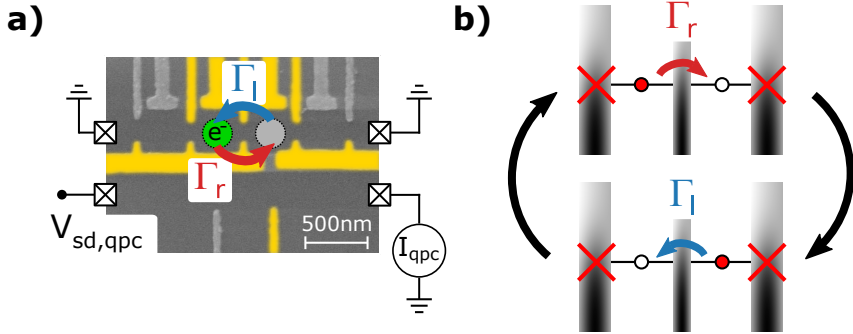 a)
Γl
e-
Γr
Vsd,qpc
500nm
Iqpc
b)
Γr
Γl